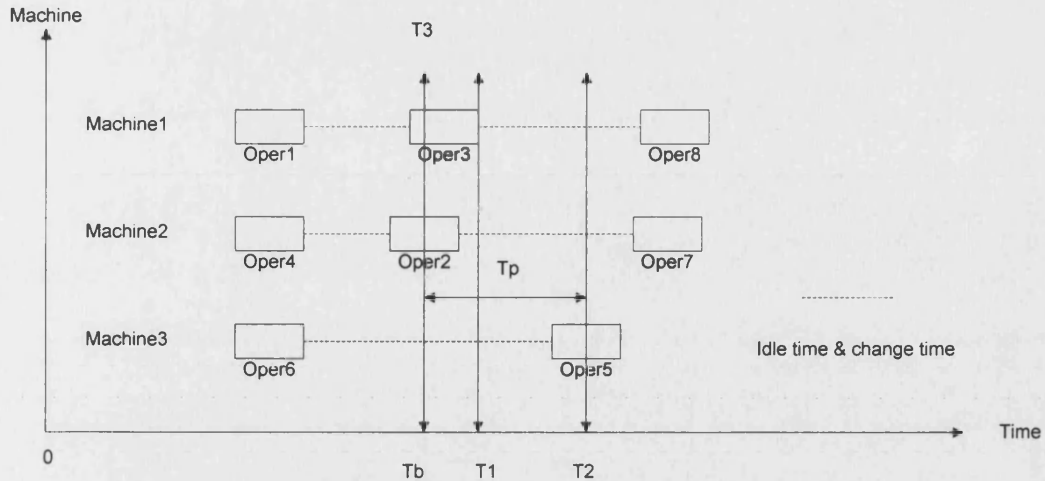 Machine
T3
Machine1
Oper1
Oper3
Oper8
Machine2
Oper4
Oper2
Tp
Oper7
Machine3
Oper6
Oper5
Idle time & change time
0
Tb
T1
T2
Time